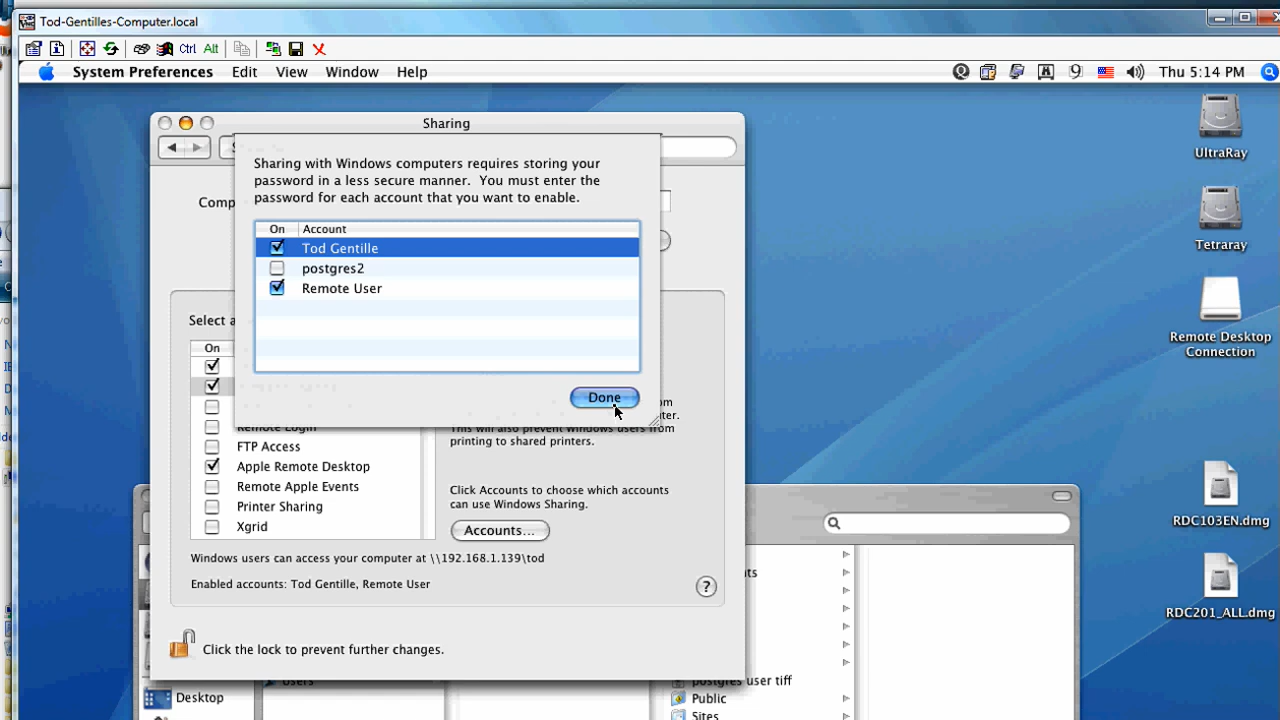 Tod-Gentilles-Computer.local
Ctrl Alt
System Preferences Edit View Window Help
Thu 5:14 PM
Sharing
Sharing with Windows computers requires storing your
password in a less secure manner. You must enter the
password for each account that you want to enable.
Comp
On Account
Tod Gentille
postgres2
Remote User
Done
Select a
On
Remote Login
FTP Access
Apple Remote Desktop
Remote Apple Events
Printer Sharing
Xgrid
This will also prevent Windows users from
printing to shared printers.
Click Accounts to choose which accounts
can use Windows Sharing.
Accounts...
Windows users can access your computer at \\192.168.1.139\tod
Enabled accounts: Tod Gentille, Remote User
?
Click the lock to prevent further changes.
Desktop
Users
postgres user tiff
Public
Sites
UltraRay
Tetraray
Remote Desktop
Connection
RDC103EN.dmg
RDC201_ALL.dmg